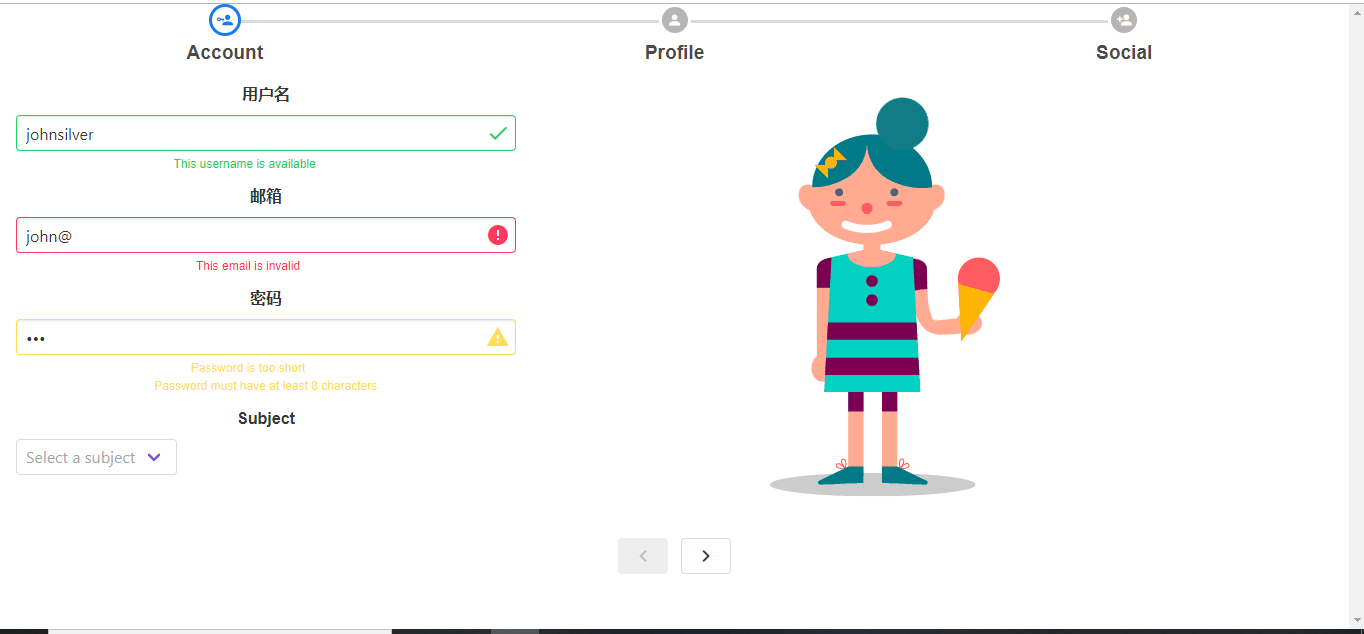 Account
Profile
Social
用户名
johnsilver
This username is available
邮箱
john@
This email is invalid
密码
•••
Password is too short
Password must have at least 8 characters
Subject
Select a subject